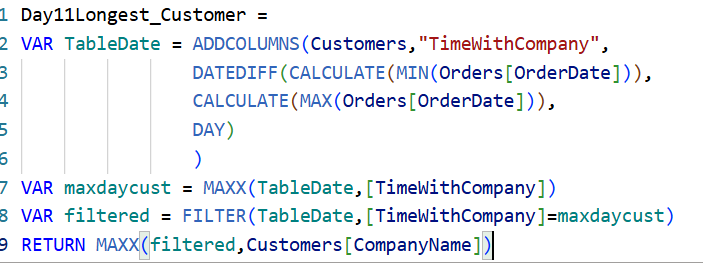 1 Day11Longest_Customer =
2 VAR TableDate = ADDCOLUMNS(Customers,"TimeWithCompany",
3 DATEDIFF(CALCULATE(MIN(Orders[OrderDate])),
4 CALCULATE(MAX(Orders[OrderDate])),
5 DAY)
6 )
7 VAR maxdaycust = MAXX(TableDate,[TimeWithCompany])
8 VAR filtered = FILTER(TableDate,[TimeWithCompany]=maxdaycust)
9 RETURN MAXX(filtered,Customers[CompanyName])